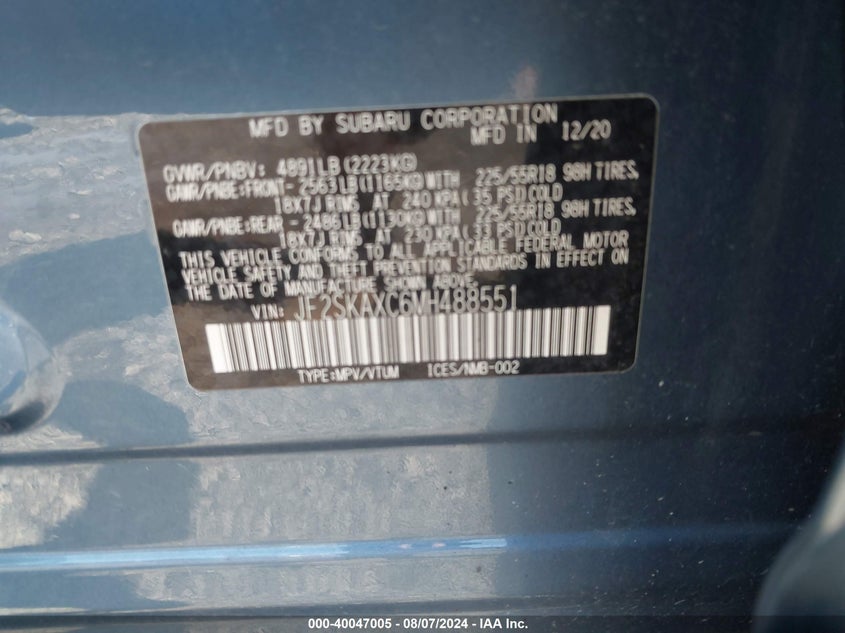 MFD BY SUBARU CORPORATION
MFD IN 12/20
GVWR/PNBV: 4891LB (2223KG)
GAWR/PNBE:FRONT- 2563LB(1165KG) WITH 225/55R18 98H TIRES,
18X7J RIMS AT 240 KPA( 35 PSI) COLD
GAWR/PNBE:REAR - 2486LB(1130KG) WITH 225/55R18 98H TIRES,
18X7J RIMS AT 230 KPA( 33 PSI) COLD
THIS VEHICLE CONFORMS TO ALL APPLICABLE FEDERAL MOTOR
VEHICLE SAFETY AND THEFT PREVENTION STANDARDS IN EFFECT ON
THE DATE OF MANUFACTURE SHOWN ABOVE.
VIN: JF2SKAXC6MH488551
TYPE:MPV/VTUM ICES/NMB-002
000-40047005 - 08/07/2024 - IAA Inc.